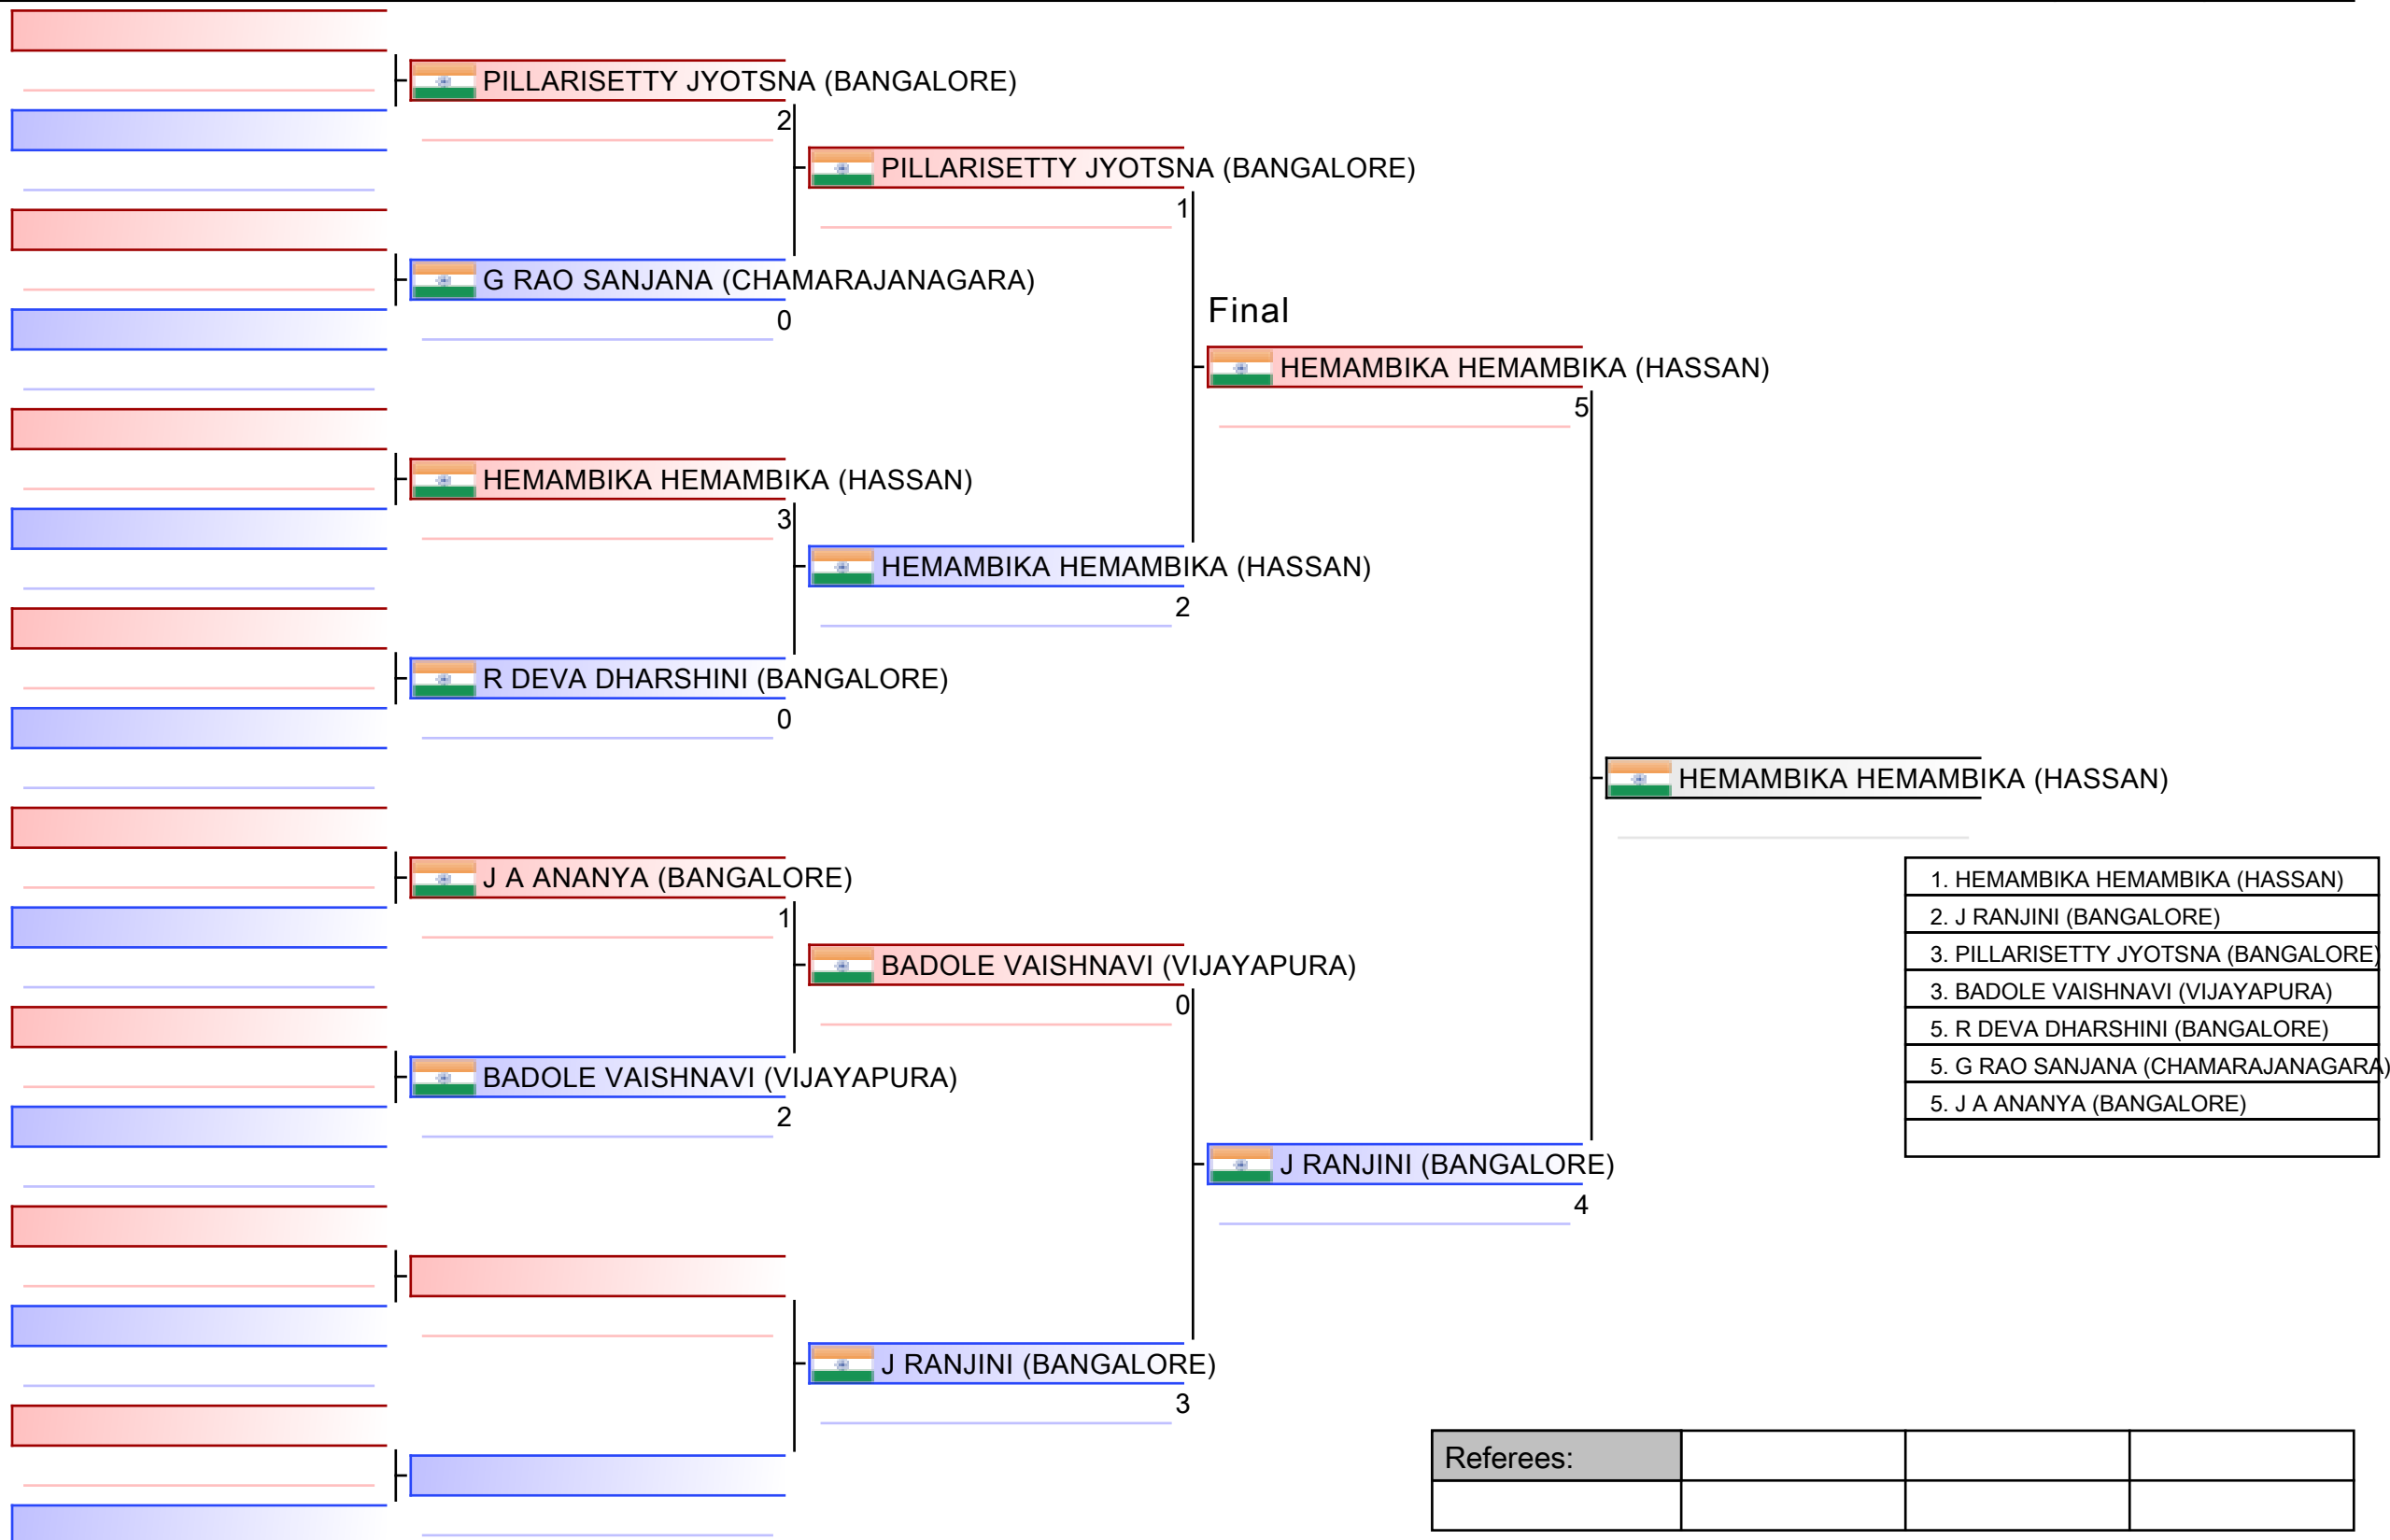 PILLARISETTY JYOTSNA (BANGALORE)
2
PILLARISETTY JYOTSNA (BANGALORE)
1
G RAO SANJANA (CHAMARAJANAGARA)
0
Final
HEMAMBIKA HEMAMBIKA (HASSAN)
5
HEMAMBIKA HEMAMBIKA (HASSAN)
3
HEMAMBIKA HEMAMBIKA (HASSAN)
2
R DEVA DHARSHINI (BANGALORE)
0
HEMAMBIKA HEMAMBIKA (HASSAN)
J A ANANYA (BANGALORE)
1
BADOLE VAISHNAVI (VIJAYAPURA)
0
BADOLE VAISHNAVI (VIJAYAPURA)
2
J RANJINI (BANGALORE)
4
J RANJINI (BANGALORE)
3
1. HEMAMBIKA HEMAMBIKA (HASSAN)
2. J RANJINI (BANGALORE)
3. PILLARISETTY JYOTSNA (BANGALORE)
3. BADOLE VAISHNAVI (VIJAYAPURA)
5. R DEVA DHARSHINI (BANGALORE)
5. G RAO SANJANA (CHAMARAJANAGARA)
5. J A ANANYA (BANGALORE)
Referees: